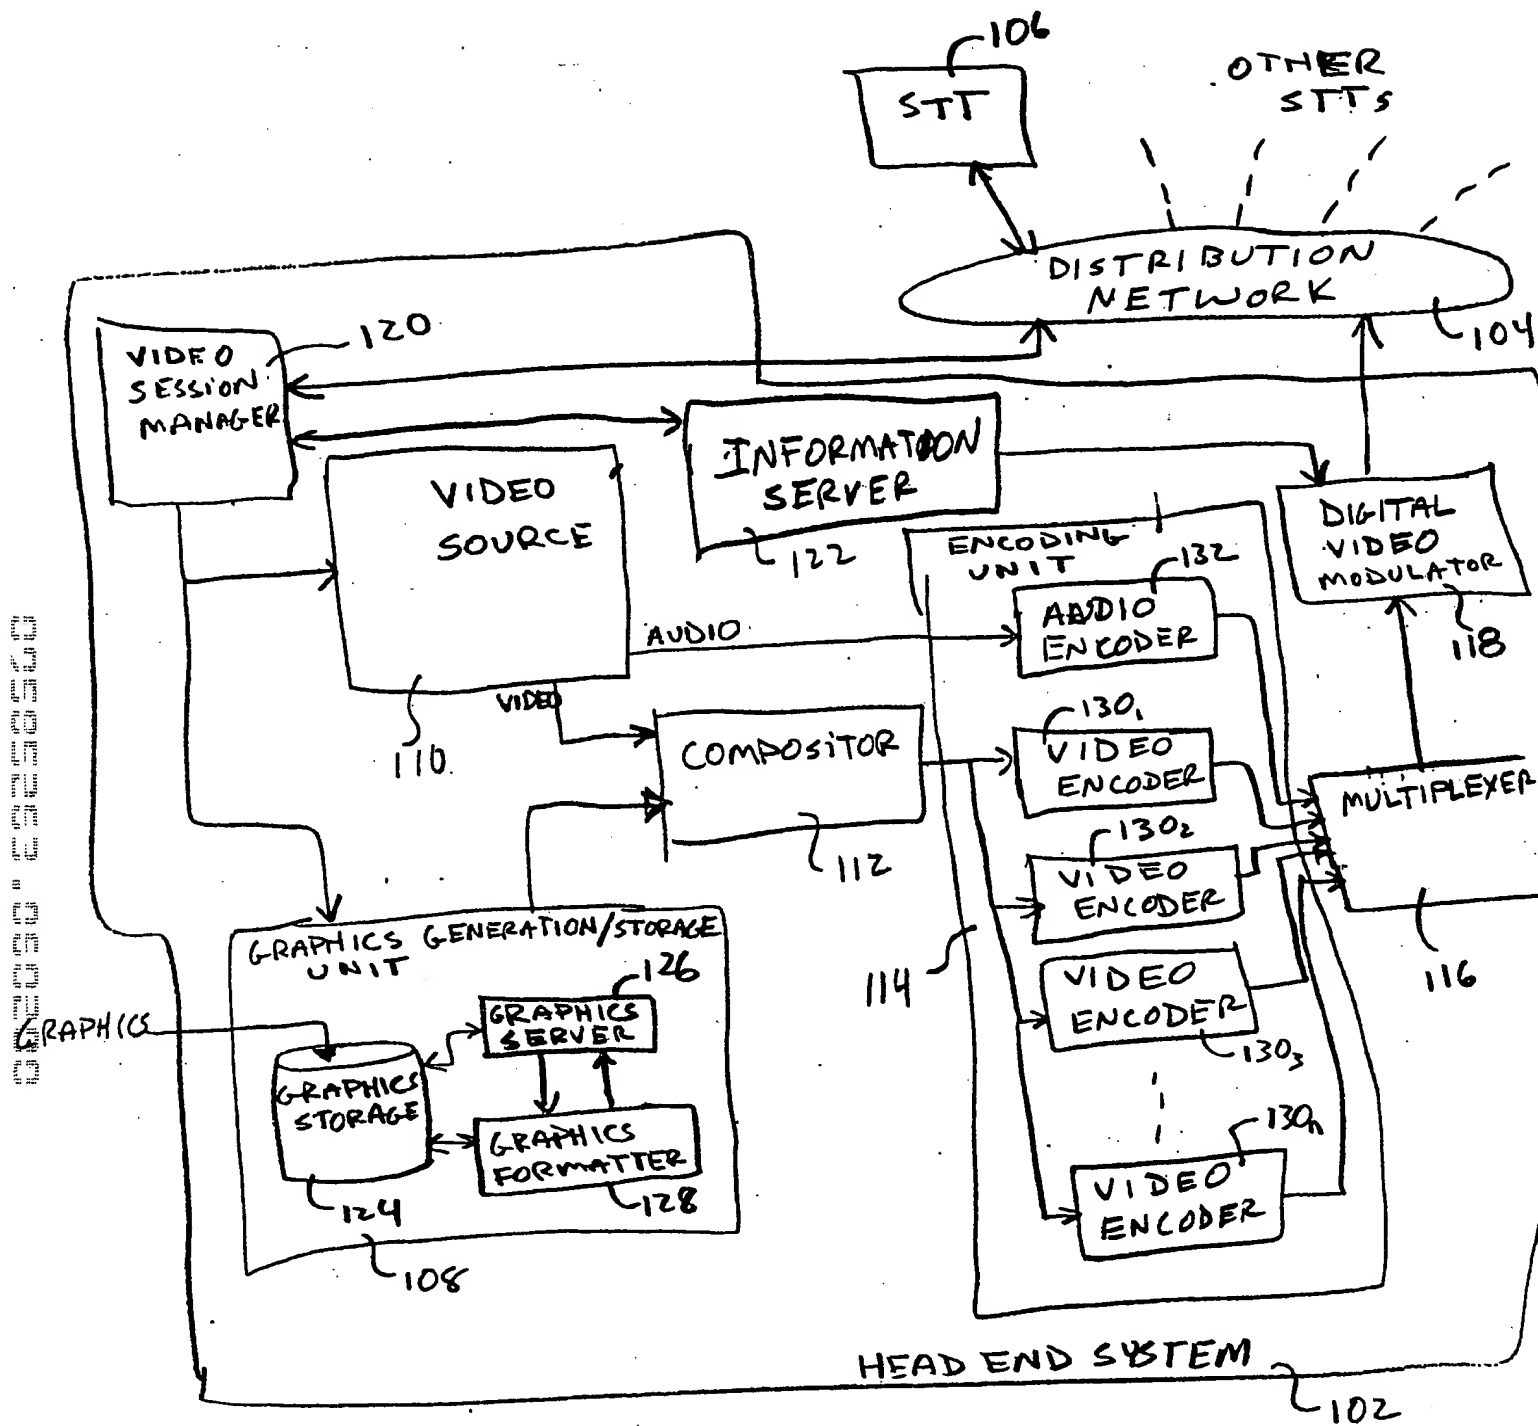 106
STT
OTHER
STTS
DISTRIBUTION
NETWORK
104
VIDEO
SESSION
MANAGER
120
INFORMATION
SERVER
122
VIDEO
SOURCE
110
AUDIO
VIDEO
ENCODING
UNIT
132
AUDIO
ENCODER
DIGITAL
VIDEO
MODULATOR
118
COMPOSITOR
112
130₁
VIDEO
ENCODER
130₂
VIDEO
ENCODER
VIDEO
ENCODER
130₃
130n
VIDEO
ENCODER
114
MULTIPLEXER
116
GRAPHICS GENERATION/STORAGE
UNIT
GRAPHICS
126
GRAPHICS
SERVER
GRAPHICS
STORAGE
124
GRAPHICS
FORMATTER
128
108
HEAD END SYSTEM
102